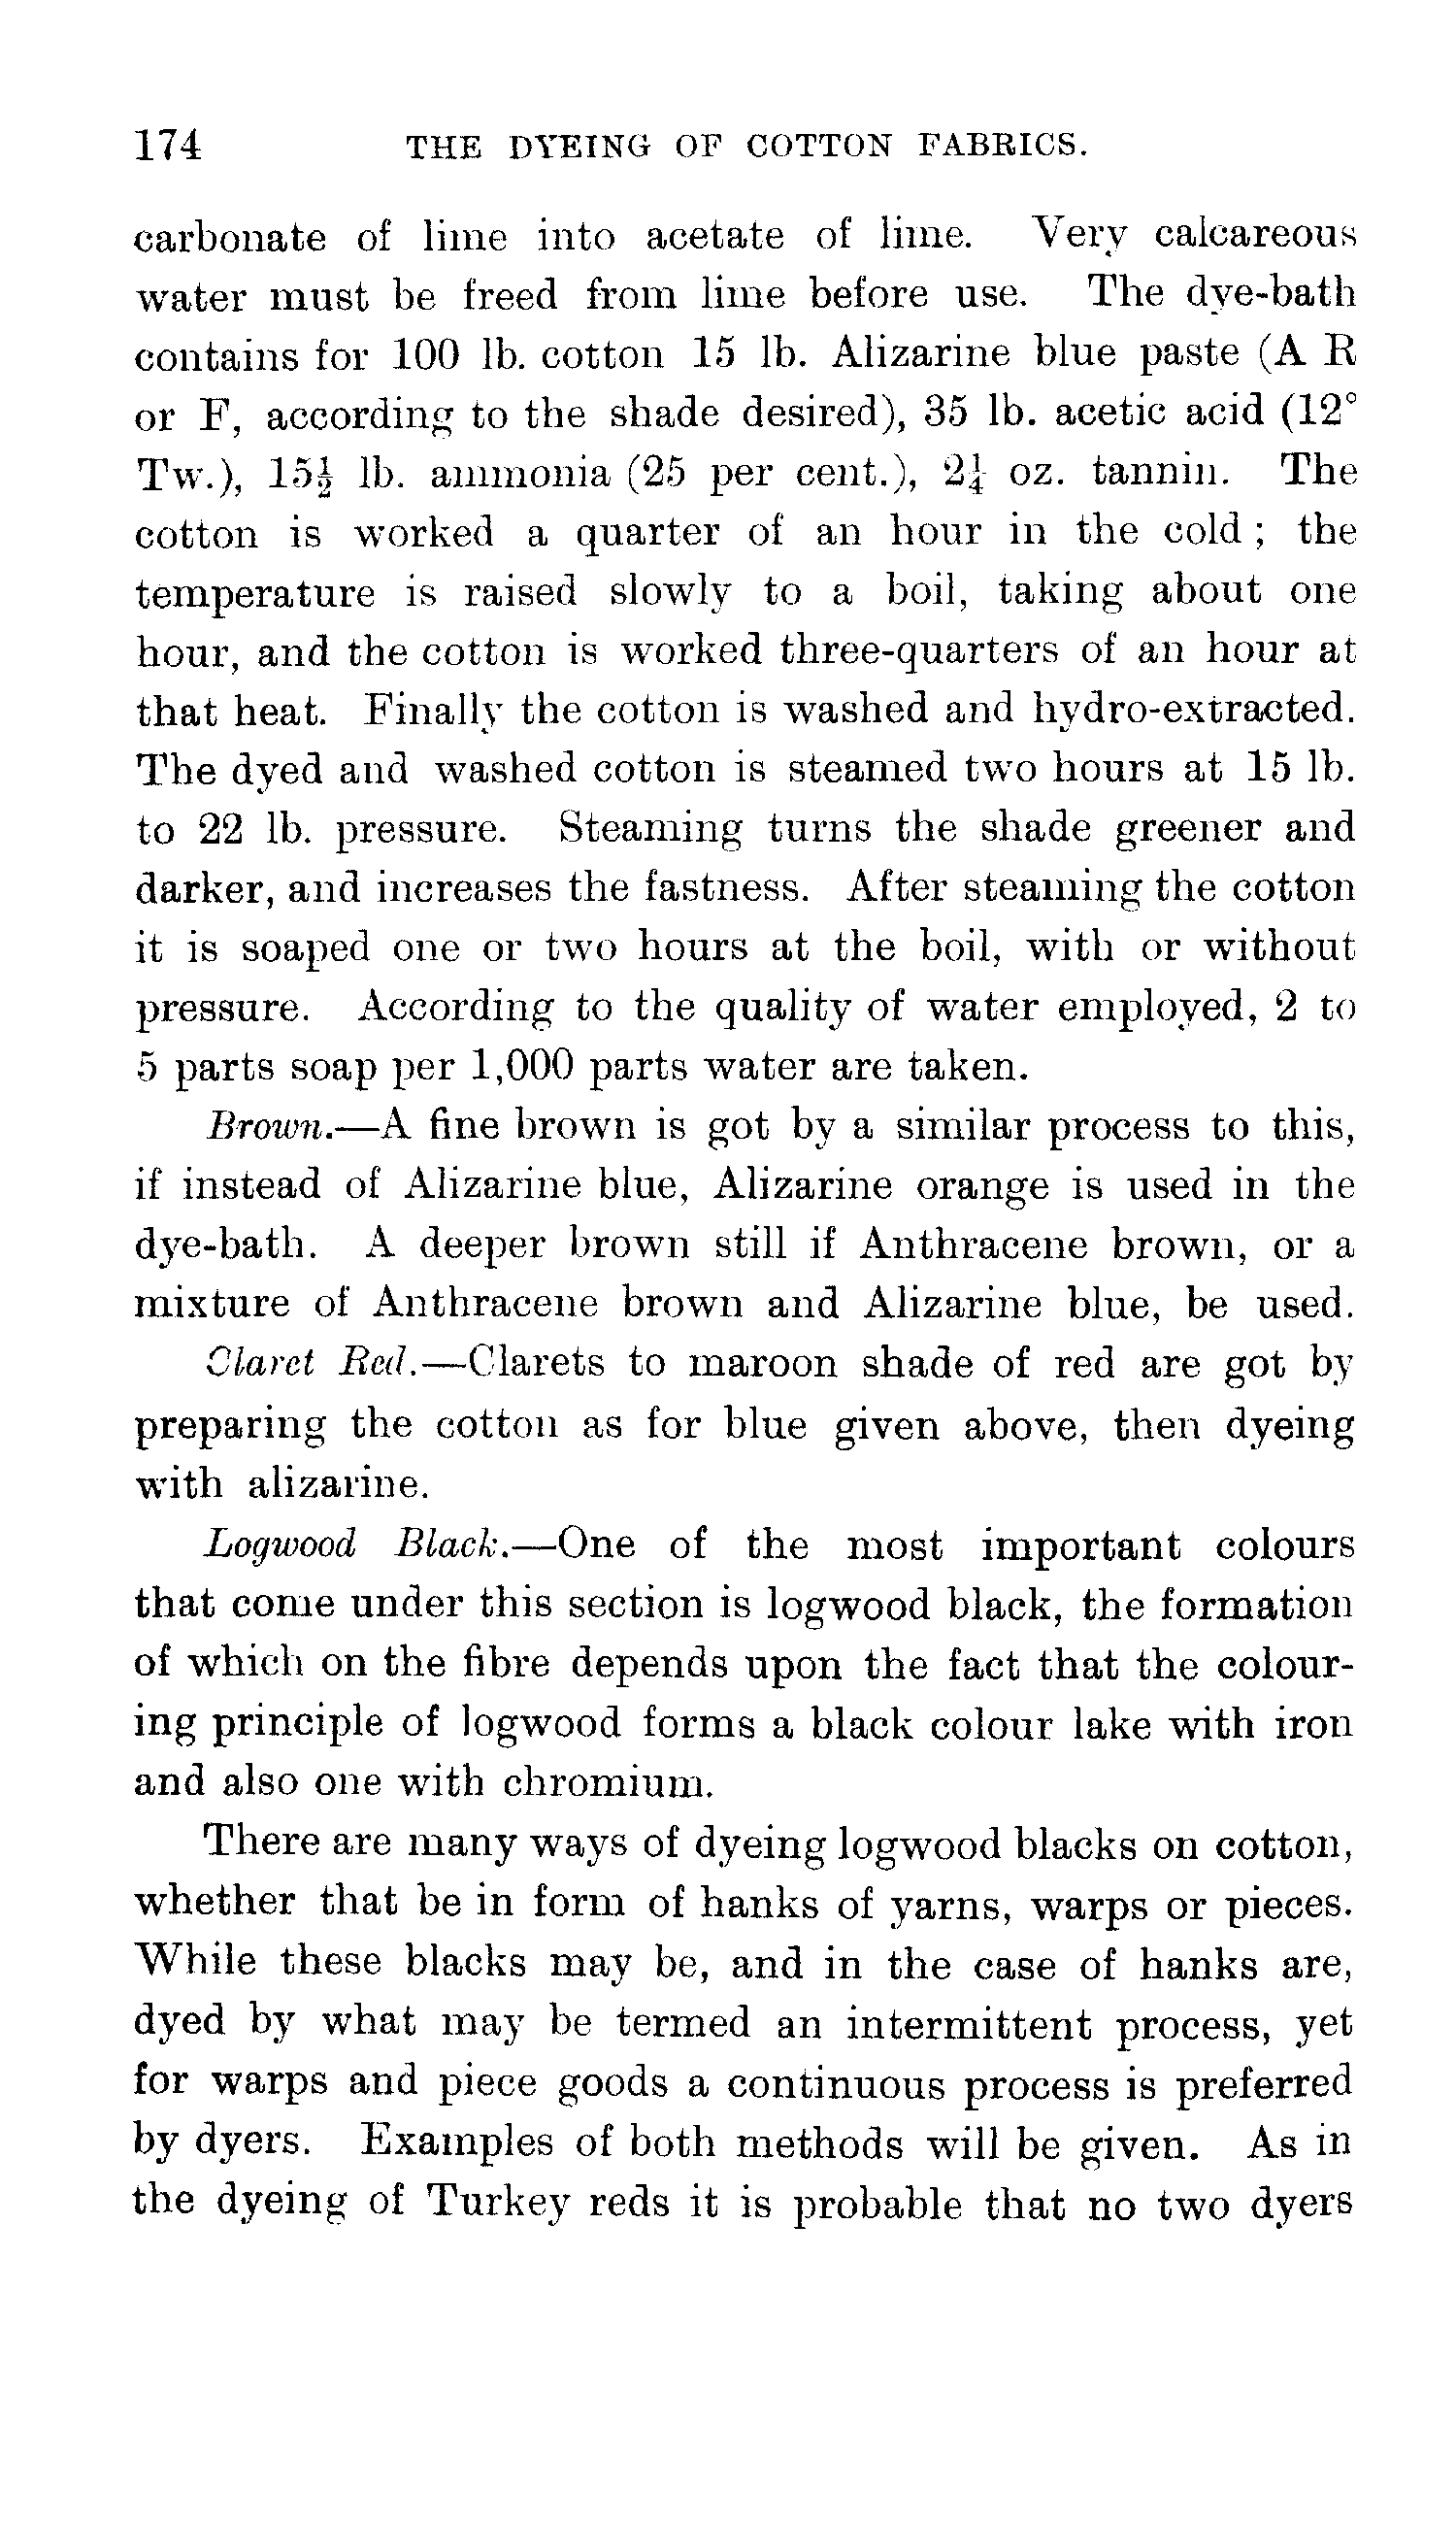 174 THE DYEING OF COTTON FABRICS.
carbonate of lime into acetate of lime. Very calcareous
water must be freed from lime before use. The dye-bath
contains for 100 lb. cotton 15 lb. Alizarine blue paste (A R
or F, according to the shade desired), 35 lb. acetic acid (12°
Tw.), 15½ lb. ammonia (25 per cent.), 2¼ oz. tannin. The
cotton is worked a quarter of an hour in the cold; the
temperature is raised slowly to a boil, taking about one
hour, and the cotton is worked three-quarters of an hour at
that heat. Finally the cotton is washed and hydro-extracted.
The dyed and washed cotton is steamed two hours at 15 lb.
to 22 lb. pressure. Steaming turns the shade greener and
darker, and increases the fastness. After steaming the cotton
it is soaped one or two hours at the boil, with or without
pressure. According to the quality of water employed, 2 to
5 parts soap per 1,000 parts water are taken.
Brown.—A fine brown is got by a similar process to this,
if instead of Alizarine blue, Alizarine orange is used in the
dye-bath. A deeper brown still if Anthracene brown, or a
mixture of Anthracene brown and Alizarine blue, be used.
Claret Red.—Clarets to maroon shade of red are got by
preparing the cotton as for blue given above, then dyeing
with alizarine.
Logwood Black.—One of the most important colours
that come under this section is logwood black, the formation
of which on the fibre depends upon the fact that the colour-
ing principle of logwood forms a black colour lake with iron
and also one with chromium.
There are many ways of dyeing logwood blacks on cotton,
whether that be in form of hanks of yarns, warps or pieces.
While these blacks may be, and in the case of hanks are,
dyed by what may be termed an intermittent process, yet
for warps and piece goods a continuous process is preferred
by dyers. Examples of both methods will be given. As in
the dyeing of Turkey reds it is probable that no two dyers